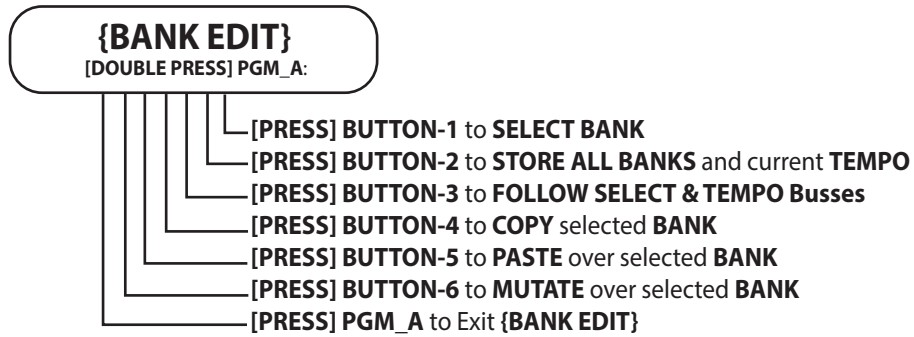 {BANK EDIT}
[DOUBLE PRESS] PGM_A:
[PRESS] BUTTON-1 to SELECT BANK
[PRESS] BUTTON-2 to STORE ALL BANKS and current TEMPO
[PRESS] BUTTON-3 to FOLLOW SELECT & TEMPO Busses
[PRESS] BUTTON-4 to COPY selected BANK
[PRESS] BUTTON-5 to PASTE over selected BANK
[PRESS] BUTTON-6 to MUTATE over selected BANK
[PRESS] PGM_A to Exit {BANK EDIT}